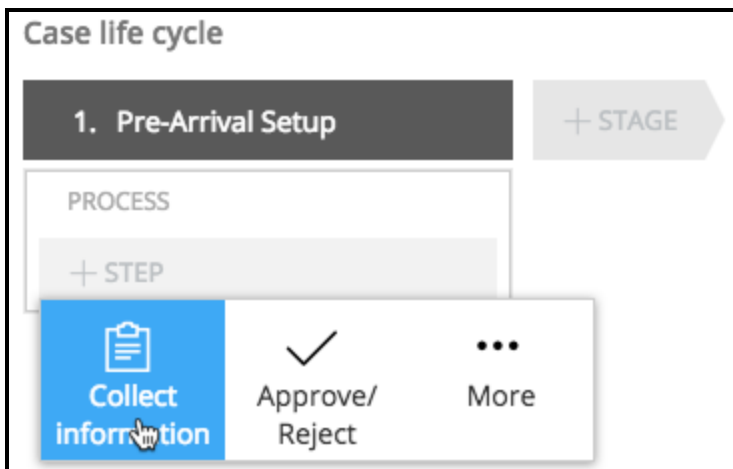 Case life cycle
1. Pre-Arrival Setup
+ STAGE
PROCESS
+ STEP
Collect
information
Approve/
Reject
More